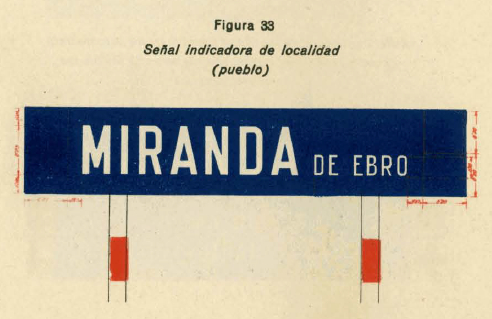 Figura 33
Señal indicadora de localidad
(pueblo)
MIRANDA DE EBRO